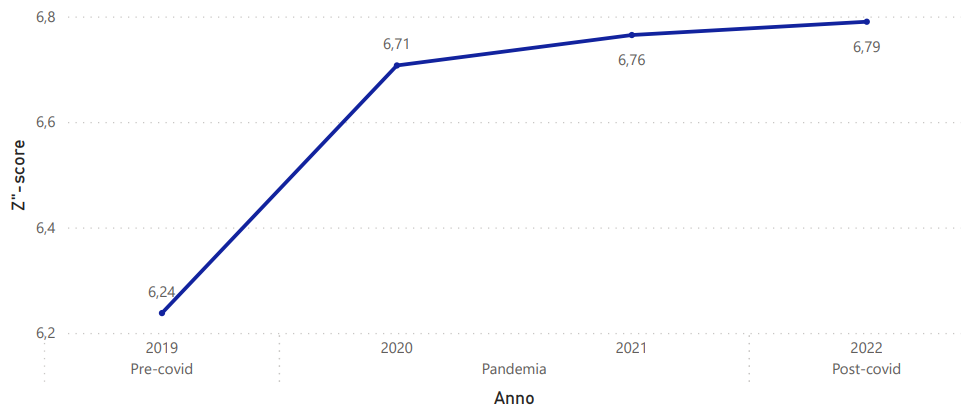 6,8
6,71
6,79
6,76
6,6
Z"-score
6,4
6,24
6,2
2019 2020 2021 2022
Pre-covid Pandemia Post-covid
Anno